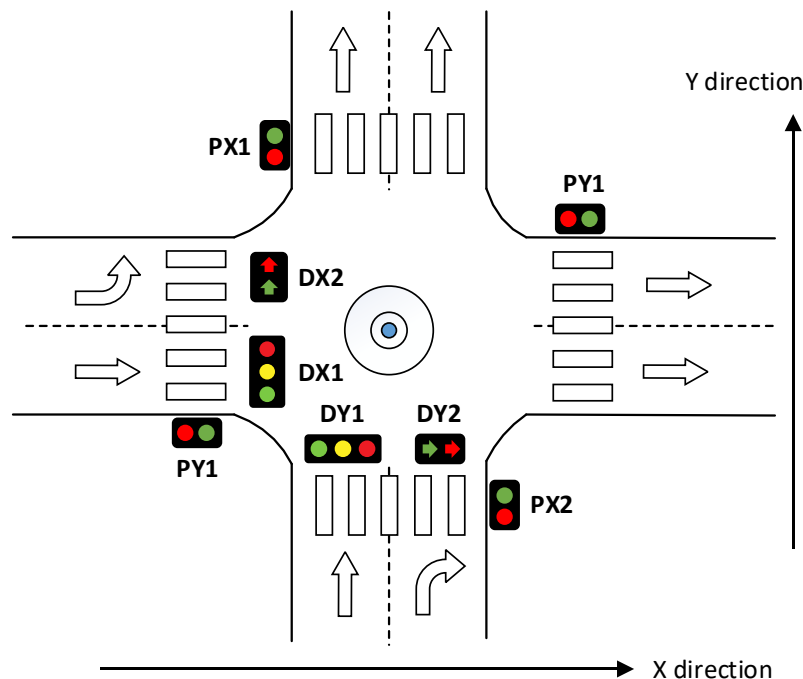 Y direction
PX1
PY1
DX2
DX1
DY1
DY2
PY1
PX2
X direction